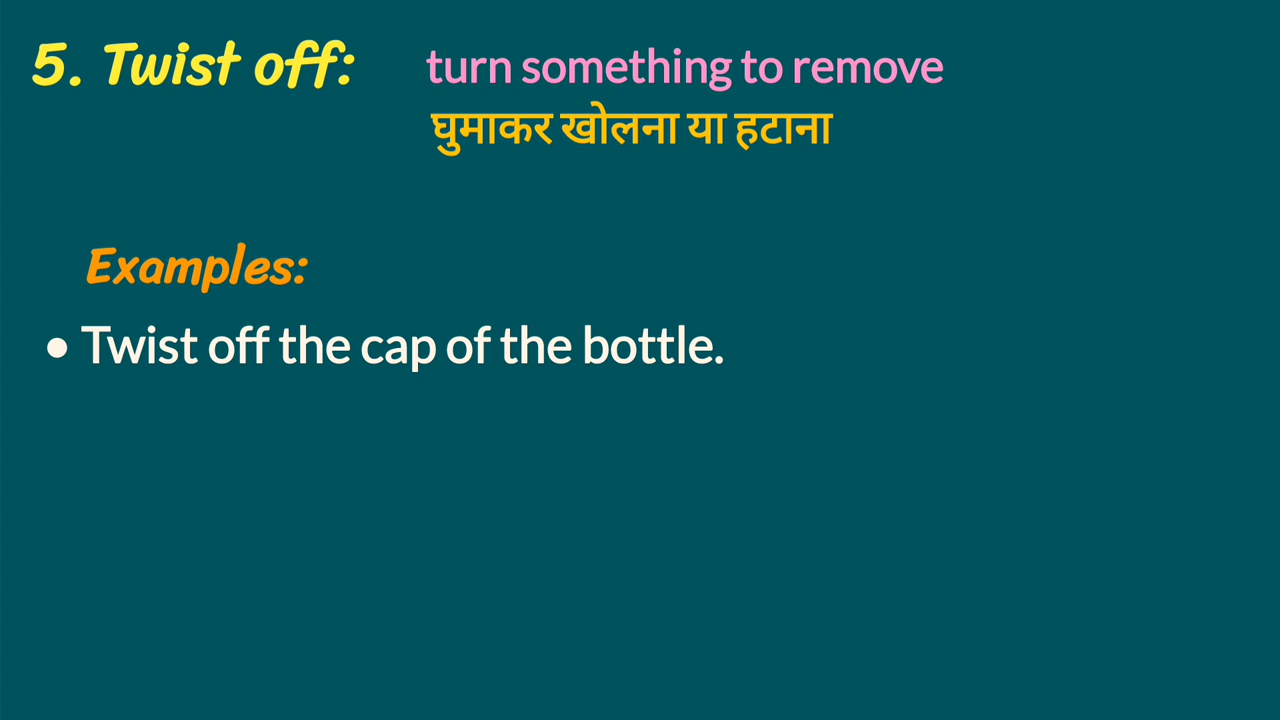 5. Twist off: turn something to remove
घुमाकर खोलना या हटाना
Examples:
• Twist off the cap of the bottle.